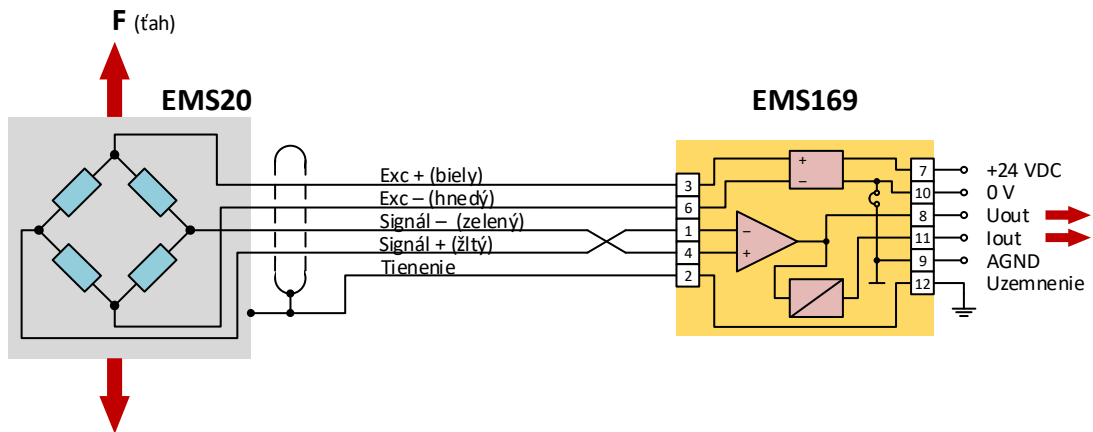 F (ťah)
EMS20
EMS169
Exc + (biely)
Exc – (hnedý)
Signál – (zelený)
Signál + (žltý)
Tienenie
3
6
1
4
2
+
–
–
+
7
10
8
11
9
12
+24 VDC
0 V
Uout
Iout
AGND
Uzemnenie